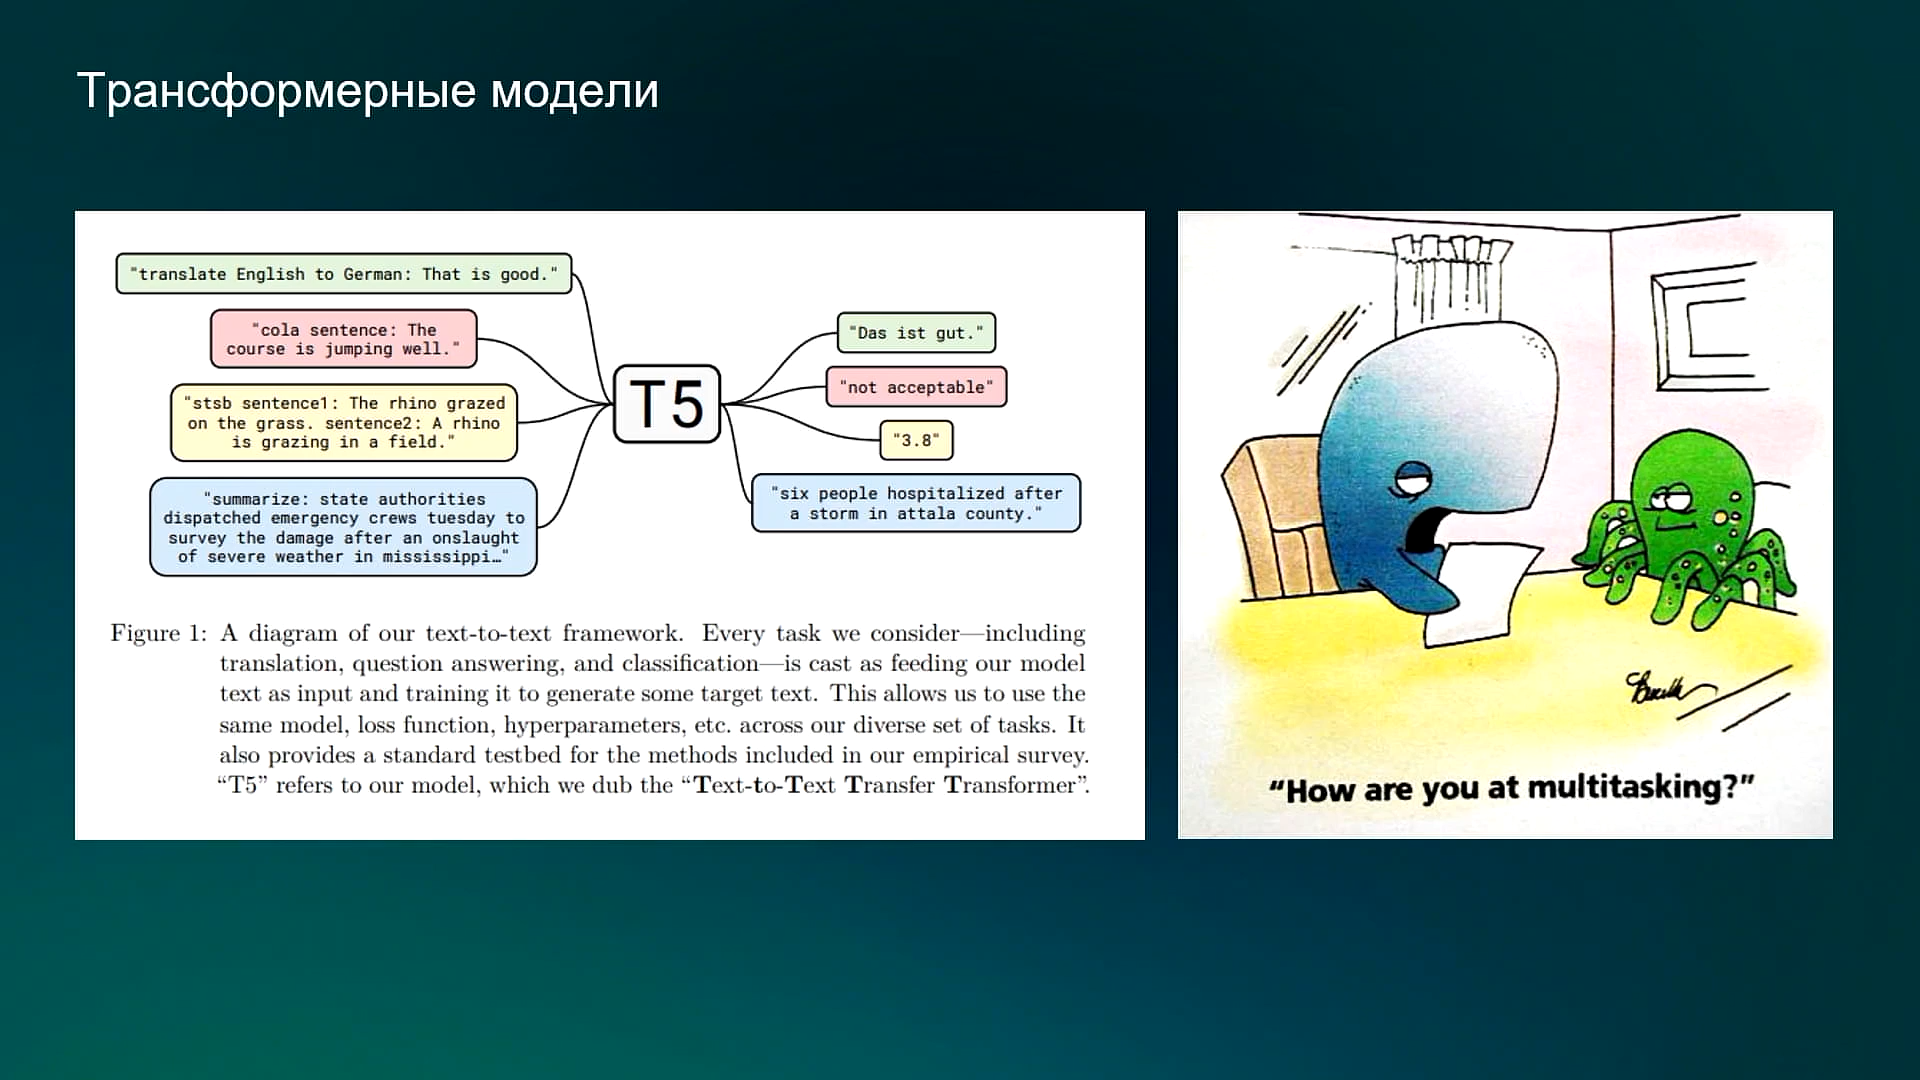 Трансформерные модели
"translate English to German: That is good."
"cola sentence: The
course is jumping well."
"stsb sentence1: The rhino grazed
on the grass. sentence2: A rhino
is grazing in a field."
"summarize: state authorities
dispatched emergency crews tuesday to
survey the damage after an onslaught
of severe weather in mississippi…"
T5
"Das ist gut."
"not acceptable"
"3.8"
"six people hospitalized after
a storm in attala county."
Figure 1: A diagram of our text-to-text framework. Every task we consider—including
translation, question answering, and classification—is cast as feeding our model
text as input and training it to generate some target text. This allows us to use the
same model, loss function, hyperparameters, etc. across our diverse set of tasks. It
also provides a standard testbed for the methods included in our empirical survey.
“T5” refers to our model, which we dub the “Text-to-Text Transfer Transformer”.
“How are you at multitasking?”